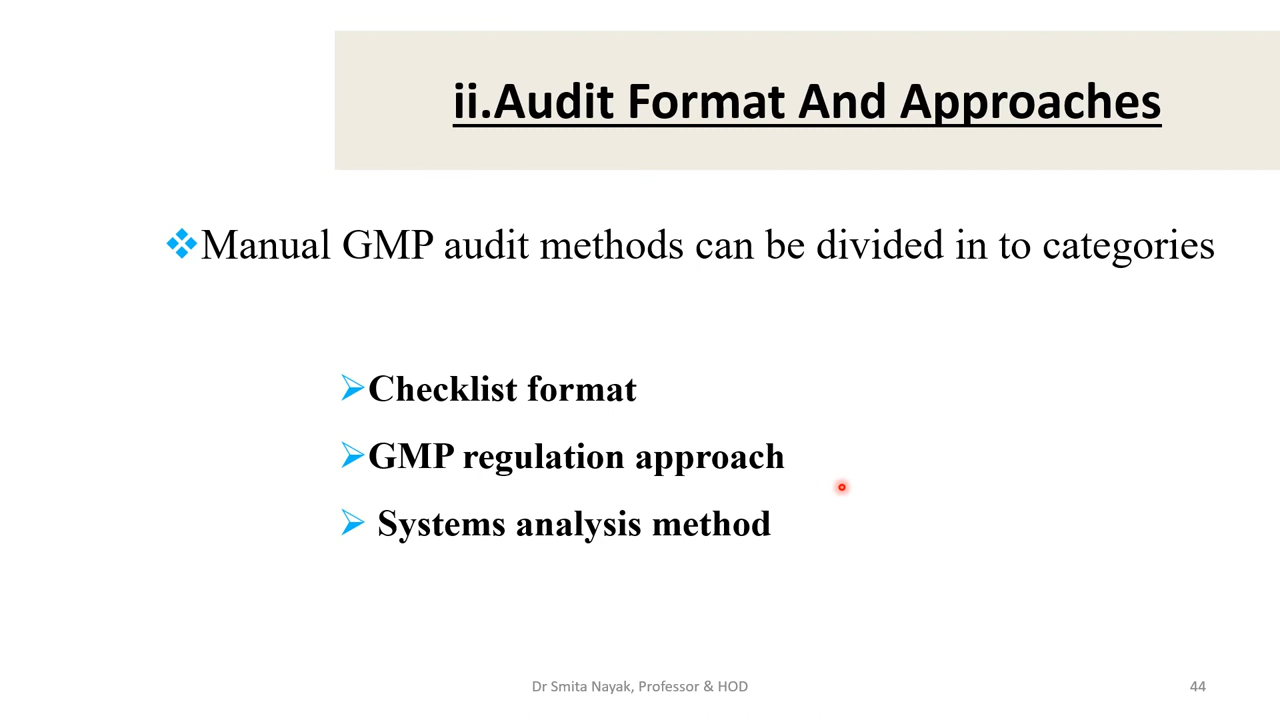 ii.Audit Format And Approaches
Manual GMP audit methods can be divided in to categories
Checklist format
GMP regulation approach
Systems analysis method
Dr Smita Nayak, Professor & HOD
44